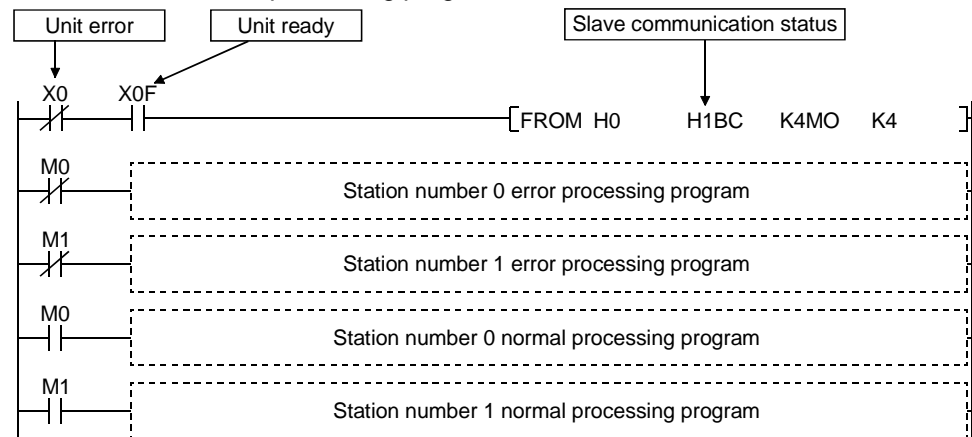 Unit error
Unit ready
Slave communication status
X0
X0F
FROM H0 H1BC K4MO K4
M0
Station number 0 error processing program
M1
Station number 1 error processing program
M0
Station number 0 normal processing program
M1
Station number 1 normal processing program